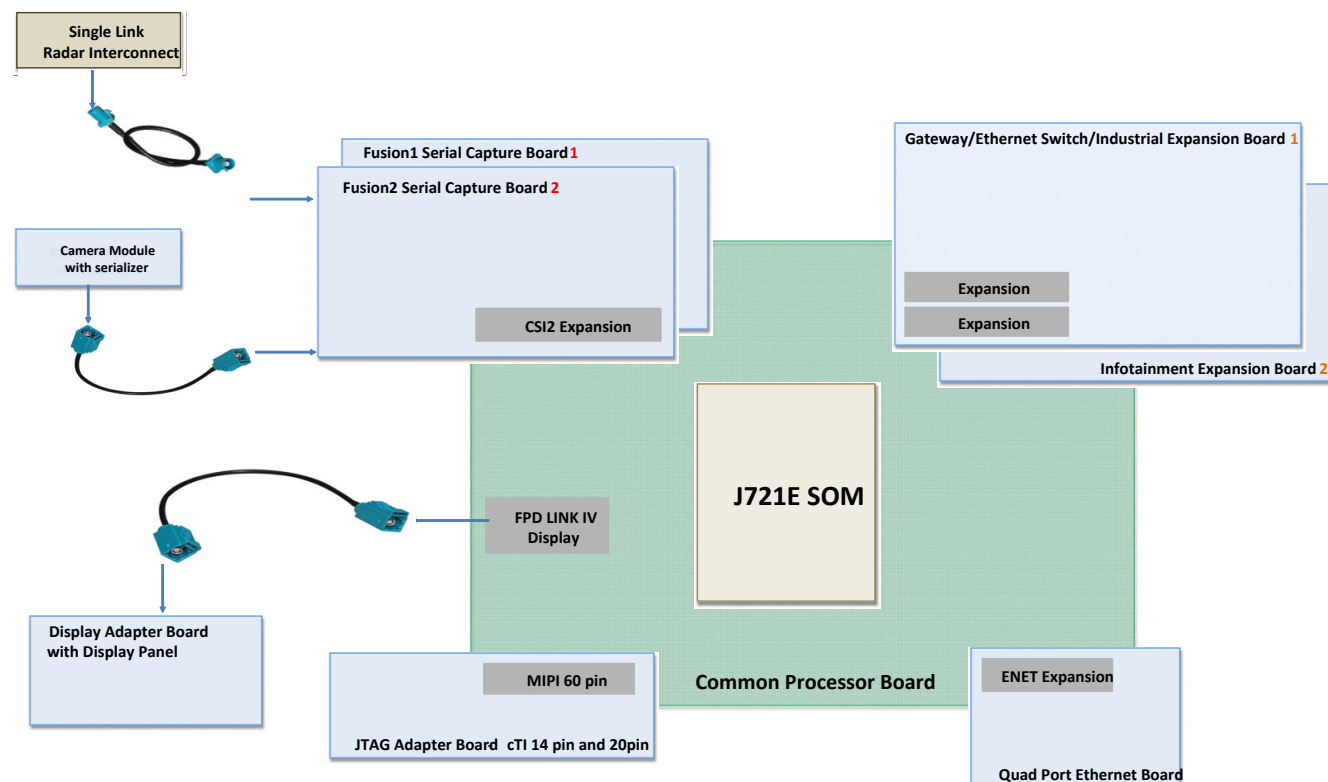 Single Link
Radar Interconnect
Fusion1 Serial Capture Board 1
Fusion2 Serial Capture Board 2
CSI2 Expansion
Gateway/Ethernet Switch/Industrial Expansion Board 1
Expansion
Expansion
Infotainment Expansion Board 2
Camera Module
with serializer
J721E SOM
FPD LINK IV
Display
Display Adapter Board
with Display Panel
MIPI 60 pin
JTAG Adapter Board cTI 14 pin and 20pin
Common Processor Board
ENET Expansion
Quad Port Ethernet Board